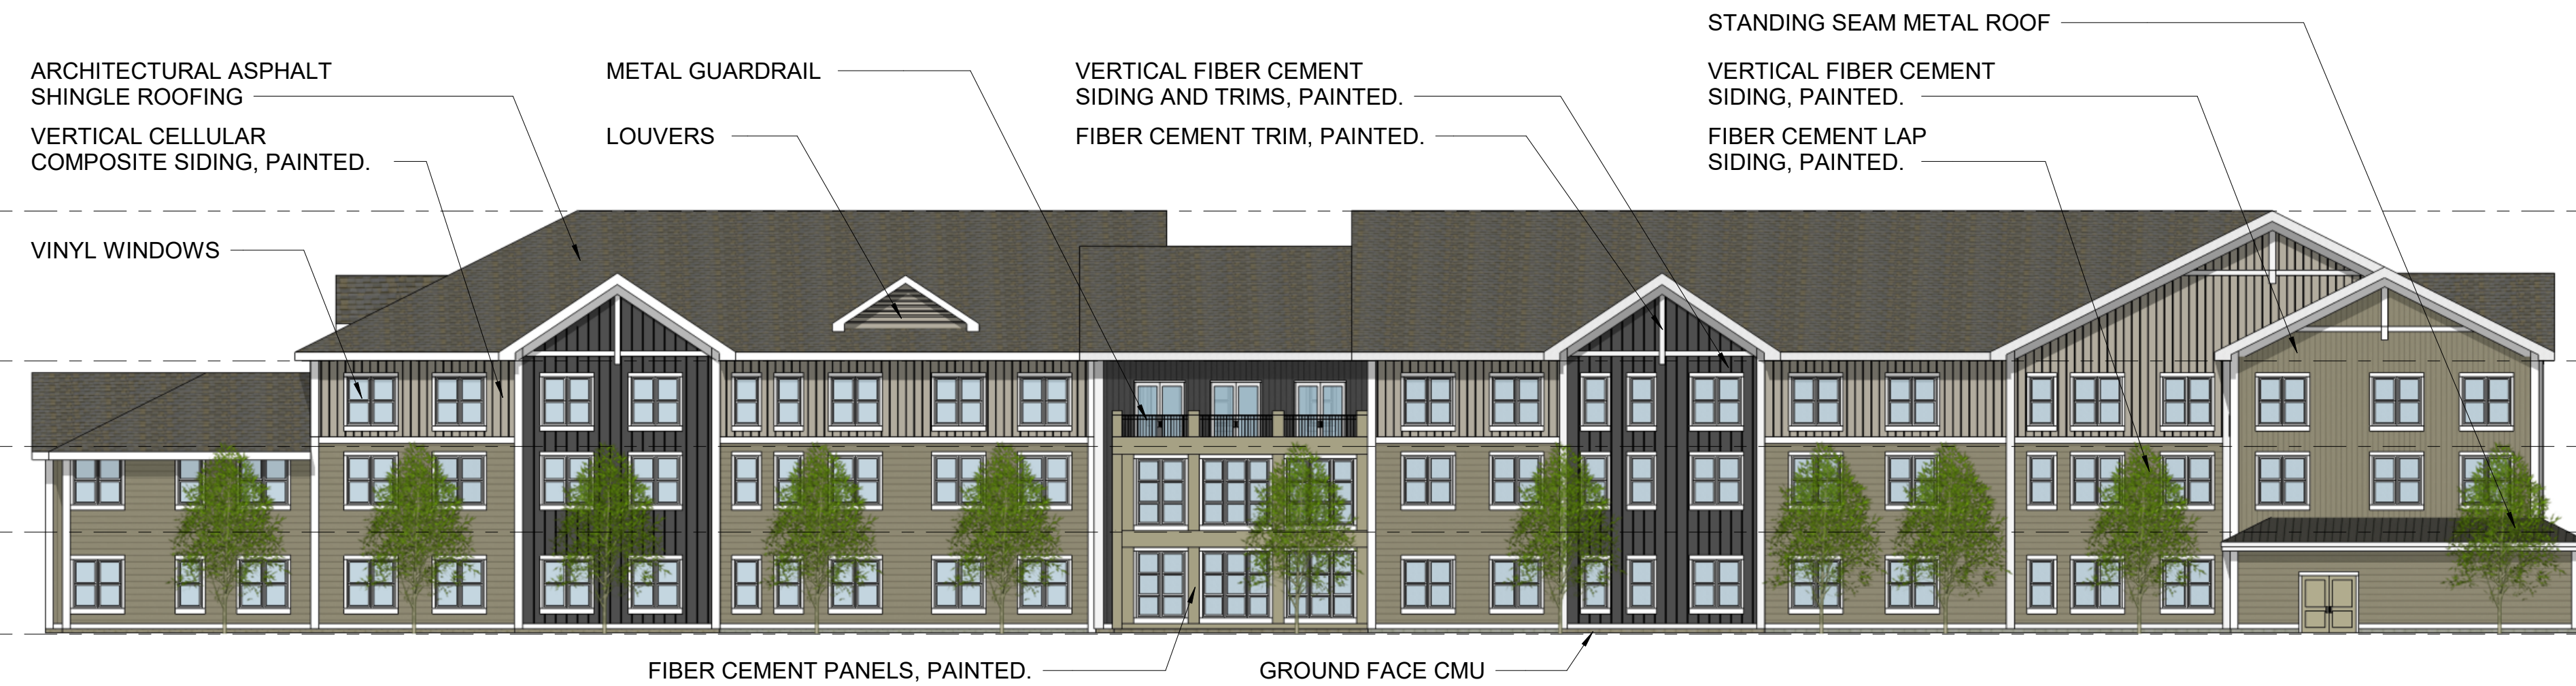 STANDING SEAM METAL ROOF
ARCHITECTURAL ASPHALT
SHINGLE ROOFING
METAL GUARDRAIL
VERTICAL FIBER CEMENT
SIDING AND TRIMS, PAINTED.
VERTICAL FIBER CEMENT
SIDING, PAINTED.
VERTICAL CELLULAR
COMPOSITE SIDING, PAINTED.
LOUVERS
FIBER CEMENT TRIM, PAINTED.
FIBER CEMENT LAP
SIDING, PAINTED.
VINYL WINDOWS
FIBER CEMENT PANELS, PAINTED.
GROUND FACE CMU